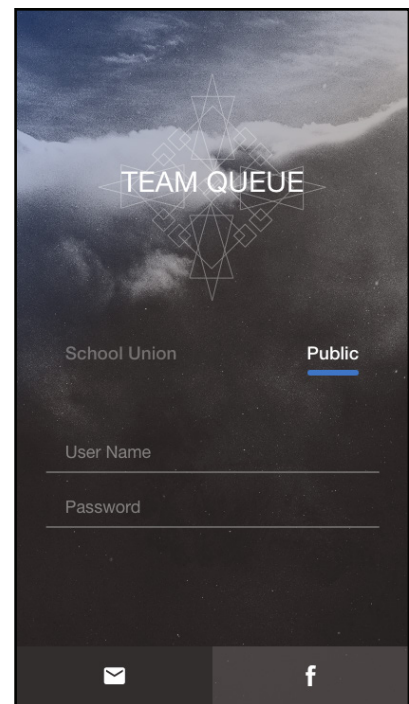 TEAM QUEUE
School Union Public
User Name
Password
f